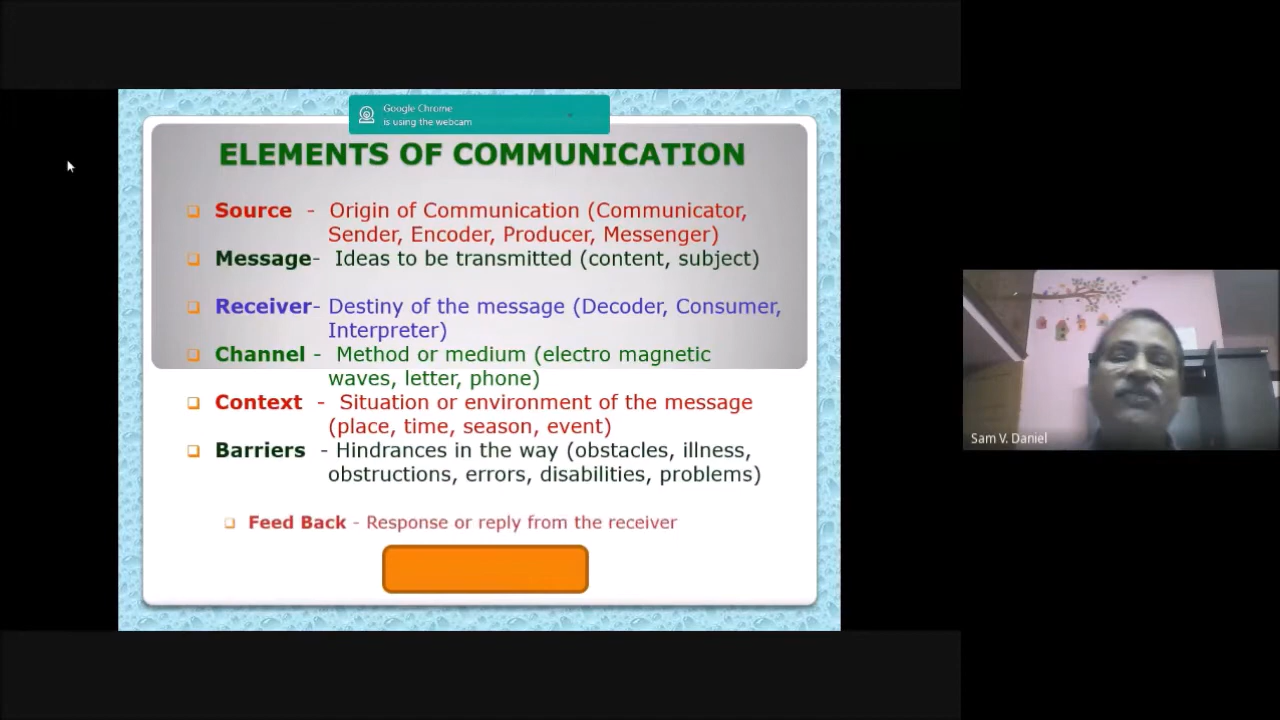 Google Chrome
is using the webcam
ELEMENTS OF COMMUNICATION
Source - Origin of Communication (Communicator,
Sender, Encoder, Producer, Messenger)
Message- Ideas to be transmitted (content, subject)
Receiver- Destiny of the message (Decoder, Consumer,
Interpreter)
Channel - Method or medium (electro magnetic
waves, letter, phone)
Context - Situation or environment of the message
(place, time, season, event)
Barriers - Hindrances in the way (obstacles, illness,
obstructions, errors, disabilities, problems)
Feed Back - Response or reply from the receiver
Sam V. Daniel